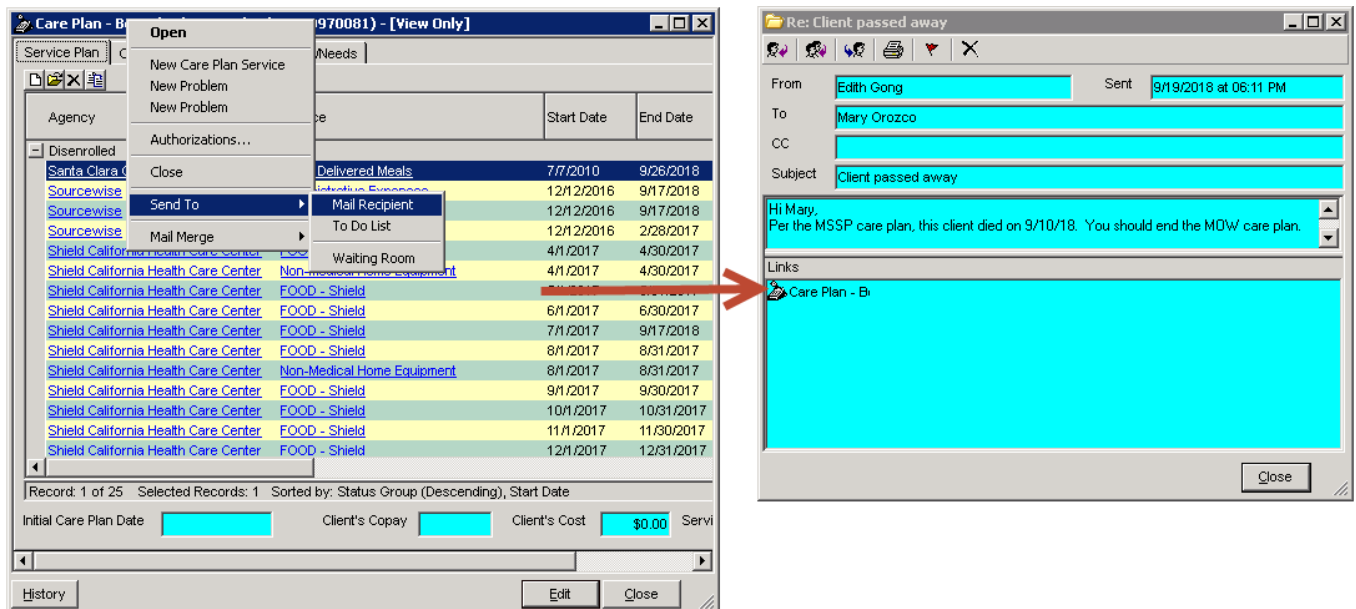 Care Plan - B 970081) - [View Only]
Service Plan C /Needs
Agency ce Start Date End Date
Disenrolled
Santa Clara C Delivered Meals 7/7/2010 9/26/2018
Sourcewise 12/12/2016 9/17/2018
Sourcewise 12/12/2016 9/17/2018
Sourcewise 12/12/2016 2/28/2017
Shield California Health Care Center 4/1/2017 4/30/2017
Shield California Health Care Center Non-Medical Home Equipment 4/1/2017 4/30/2017
Shield California Health Care Center FOOD - Shield
Shield California Health Care Center FOOD - Shield 6/1/2017 6/30/2017
Shield California Health Care Center FOOD - Shield 7/1/2017 9/17/2018
Shield California Health Care Center FOOD - Shield 8/1/2017 8/31/2017
Shield California Health Care Center Non-Medical Home Equipment 8/1/2017 8/31/2017
Shield California Health Care Center FOOD - Shield 9/1/2017 9/30/2017
Shield California Health Care Center FOOD - Shield 10/1/2017 10/31/2017
Shield California Health Care Center FOOD - Shield 11/1/2017 11/30/2017
Shield California Health Care Center FOOD - Shield 12/1/2017 12/31/2017
Record: 1 of 25 Selected Records: 1 Sorted by: Status Group (Descending), Start Date
Initial Care Plan Date Client's Copay Client's Cost $0.00 Servi
History Edit Close
Open
New Care Plan Service
New Problem
New Problem
Authorizations...
Close
Send To
Mail Merge
Mail Recipient
To Do List
Waiting Room
Re: Client passed away
From Edith Gong Sent 9/19/2018 at 06:11 PM
To Mary Orozco
CC
Subject Client passed away
Hi Mary,
Per the MSSP care plan, this client died on 9/10/18. You should end the MOW care plan.
Links
Care Plan - B
Close